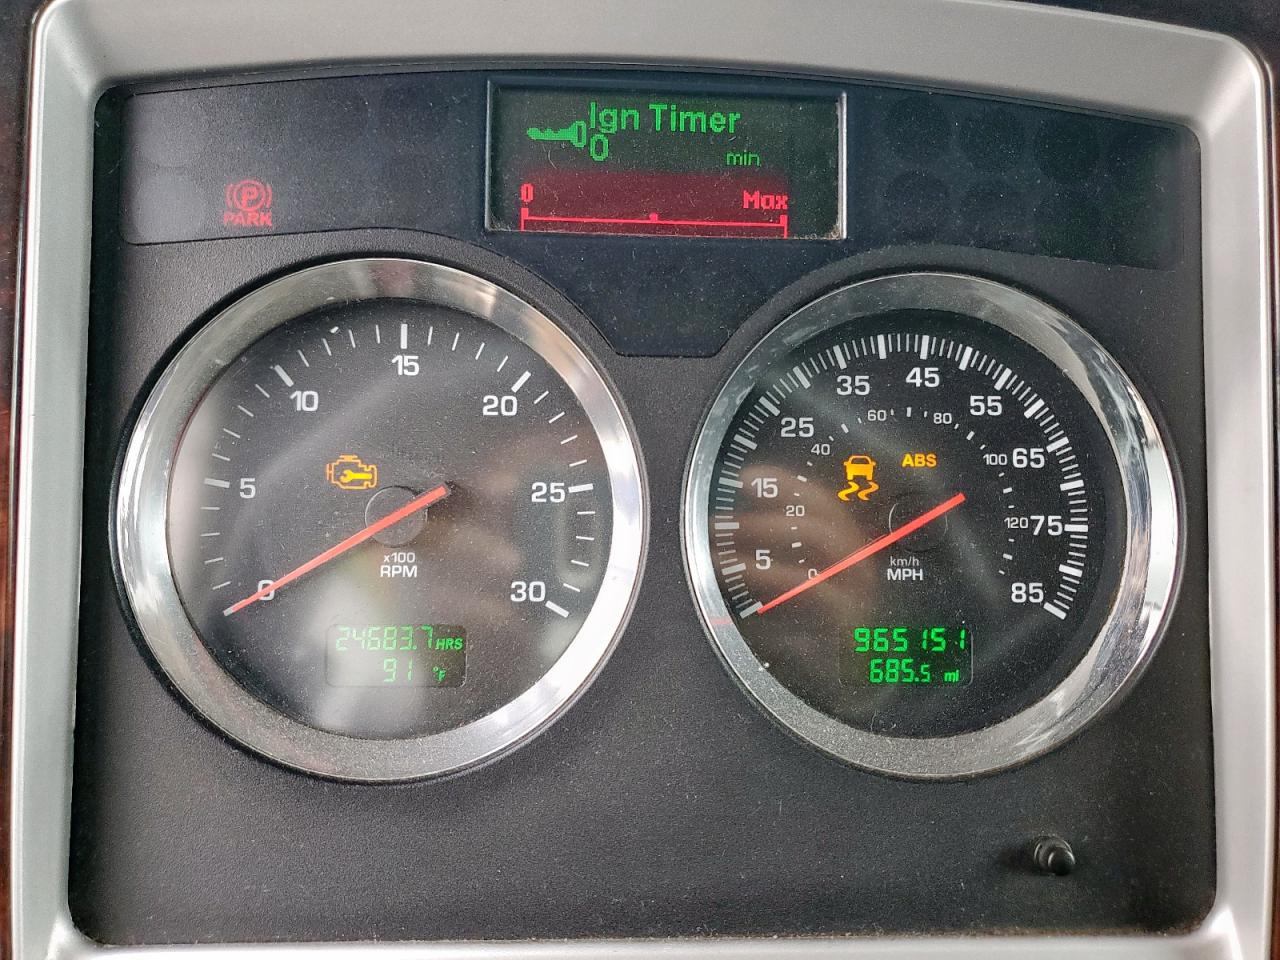 Ign Timer
0 min
0 Max
P
PARK
0 5 10 15 20 25 30
x100
RPM
24683.7 HRS
91 °F
5 15 25 35 45 55 65 75 85
0 20 40 60 80 100 120
ABS
km/h
MPH
965151
685.5 mi